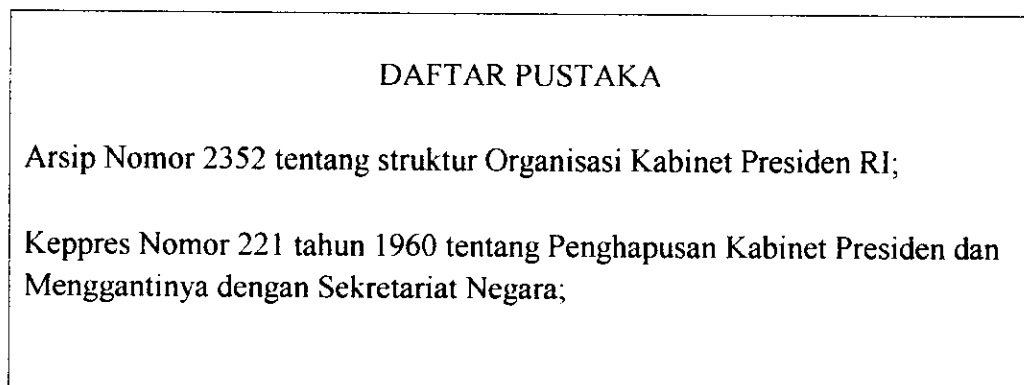 DAFTAR PUSTAKA
Arsip Nomor 2352 tentang struktur Organisasi Kabinet Presiden RI;
Keppres Nomor 221 tahun 1960 tentang Penghapusan Kabinet Presiden dan
Menggantinya dengan Sekretariat Negara;